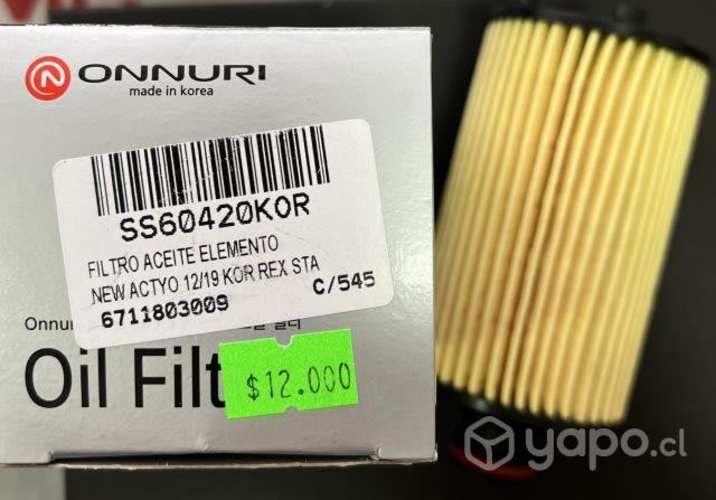 ONNURI
made in korea
SS60420KOR
FILTRO ACEITE ELEMENTO
NEW ACTYO 12/19 KOR REX STA
6711803009 C/545
Onnur
Oil Filt
$12.000
yapo.cl